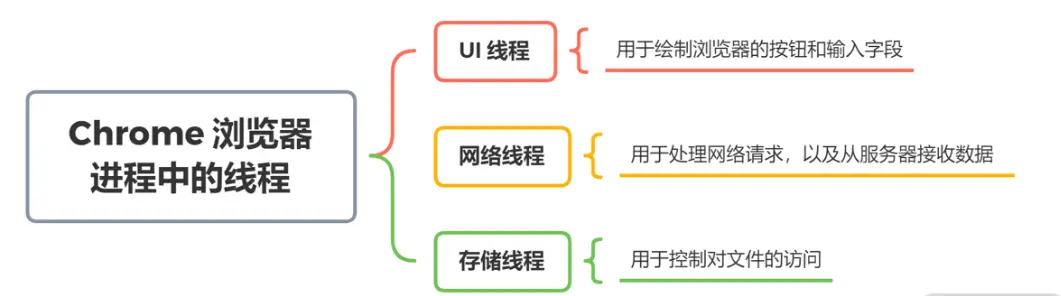 Chrome 浏览器
进程中的线程
UI 线程
用于绘制浏览器的按钮和输入字段
网络线程
用于处理网络请求，以及从服务器接收数据
存储线程
用于控制对文件的访问